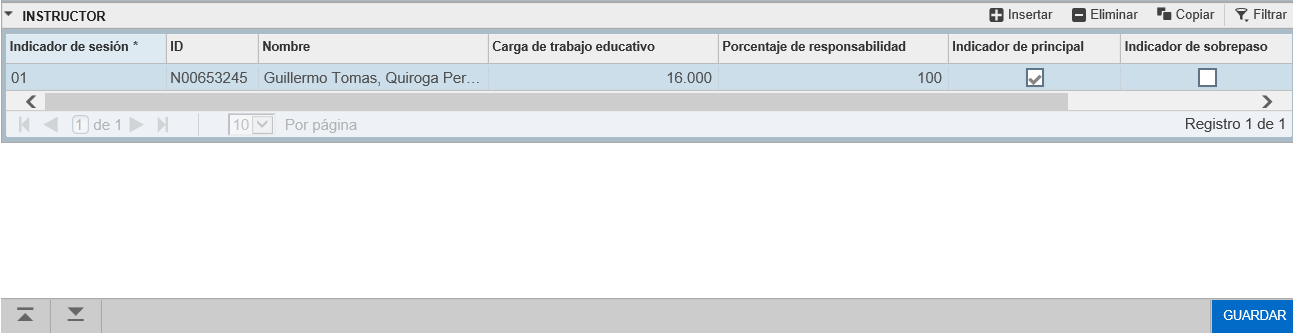 INSTRUCTOR Insertar Eliminar Copiar Filtrar
Indicador de sesión * ID Nombre Carga de trabajo educativo Porcentaje de responsabilidad Indicador de principal Indicador de sobrepaso
01 N00653245 Guillermo Tomas, Quiroga Per... 16.000 100
1 de 1 10 Por página Registro 1 de 1
GUARDAR